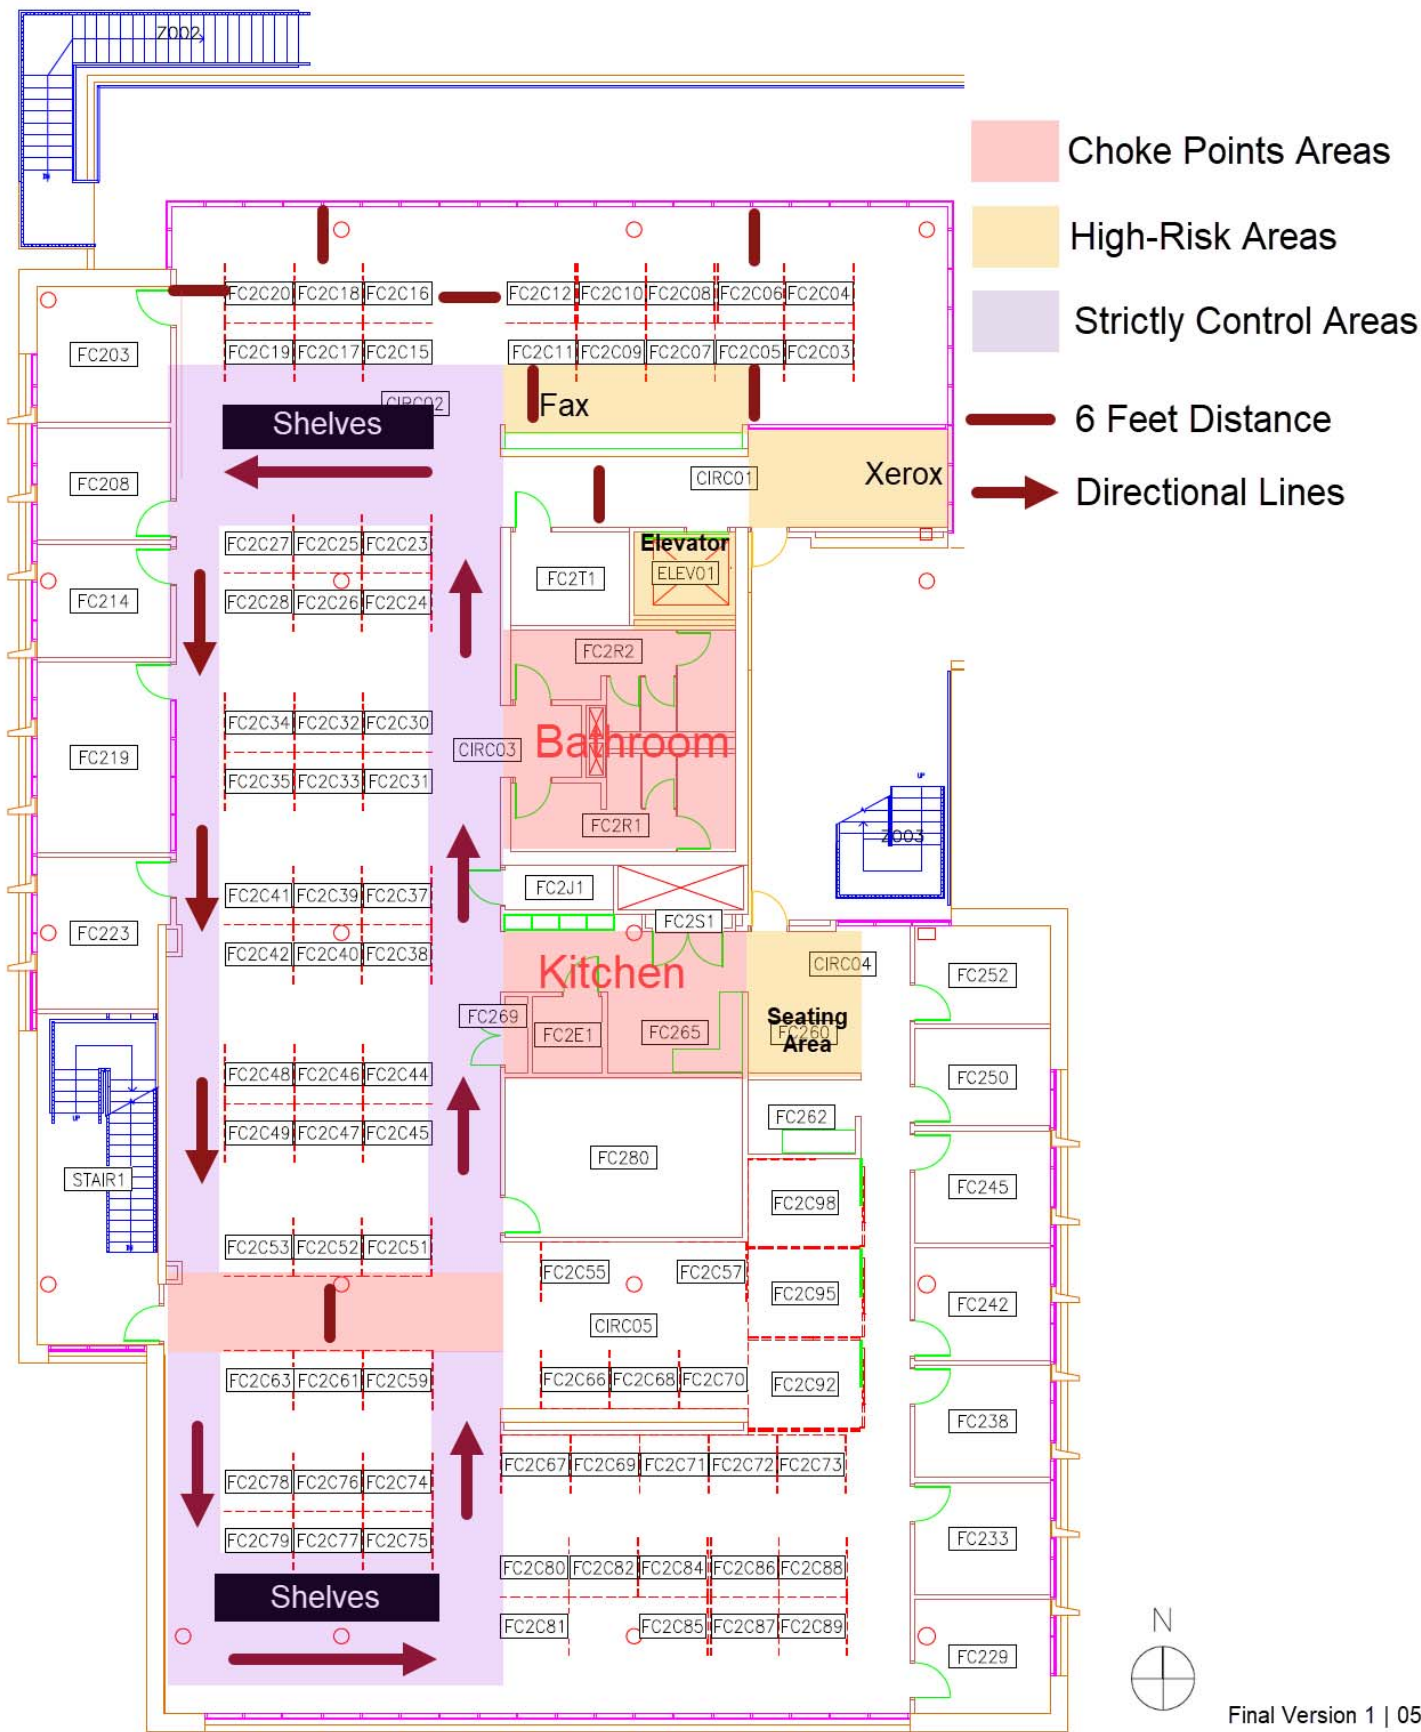 Z002
Choke Points Areas
High-Risk Areas
Strictly Control Areas
6 Feet Distance
Directional Lines
FC2C20 FC2C18 FC2C16 FC2C12 FC2C10 FC2C08 FC2C06 FC2C04
FC203 FC2C19 FC2C17 FC2C15 FC2C11 FC2C09 FC2C07 FC2C05 FC2C03
CIRC02 Fax
Shelves
FC208 CIRC01 Xerox
FC2C27 FC2C25 FC2C23 Elevator
FC2T1 ELEV01
FC214 FC2C28 FC2C26 FC2C24
FC2R2
FC2C34 FC2C32 FC2C30
FC219 CIRC03 Bathroom
FC2C35 FC2C33 FC2C31
FC2R1 UP
Z003
FC2C41 FC2C39 FC2C37 FC2J1
FC223 FC2S1
FC2C42 FC2C40 FC2C38 Kitchen CIRC04 FC252
FC269 FC2E1 FC265 Seating
FC260
Area
FC2C48 FC2C46 FC2C44 FC250
UP FC2C49 FC2C47 FC2C45 FC262
STAIR1 FC280 FC2C98 FC245
FC2C53 FC2C52 FC2C51
FC2C55 FC2C57 FC2C95 FC242
CIRC05
FC2C63 FC2C61 FC2C59 FC2C66 FC2C68 FC2C70 FC2C92
FC238
FC2C78 FC2C76 FC2C74 FC2C67 FC2C69 FC2C71 FC2C72 FC2C73
FC2C79 FC2C77 FC2C75 FC233
FC2C80 FC2C82 FC2C84 FC2C86 FC2C88
Shelves
FC2C81 FC2C85 FC2C87 FC2C89
FC229
N
Final Version 1 | 05